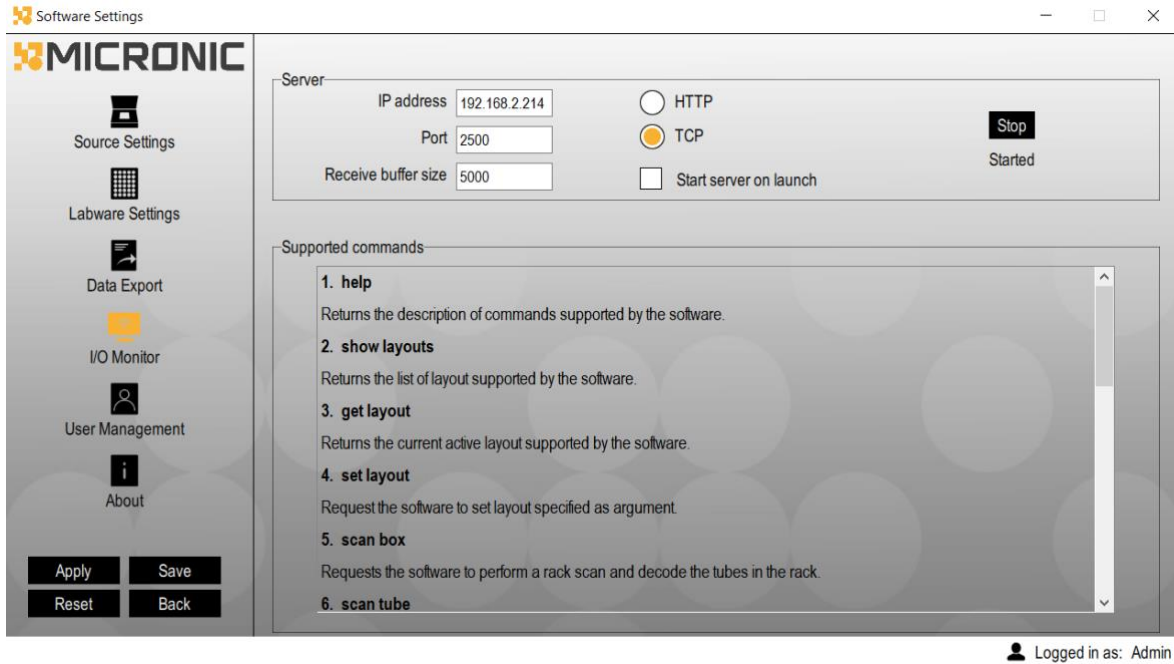 Software Settings
MICRONIC
Source Settings
Labware Settings
Data Export
I/O Monitor
User Management
About
Apply Save
Reset Back
Server
IP address 192.168.2.214
Port 2500
Receive buffer size 5000
HTTP
TCP
Start server on launch
Stop
Started
Supported commands
1. help
Returns the description of commands supported by the software.
2. show layouts
Returns the list of layout supported by the software.
3. get layout
Returns the current active layout supported by the software.
4. set layout
Request the software to set layout specified as argument.
5. scan box
Requests the software to perform a rack scan and decode the tubes in the rack.
6. scan tube
Logged in as: Admin